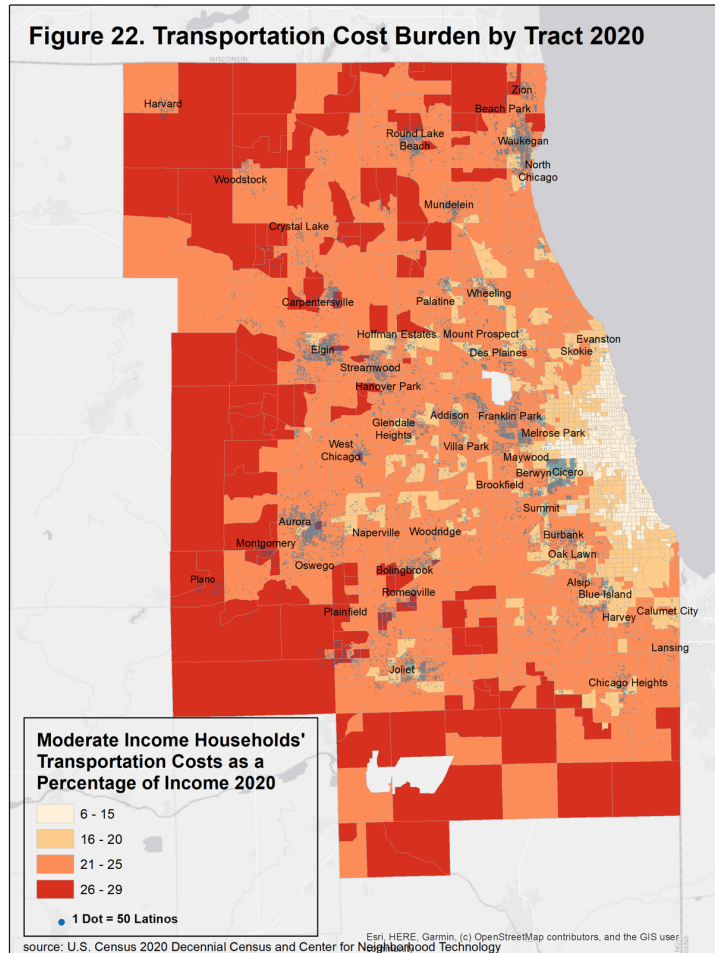 Figure 22. Transportation Cost Burden by Tract 2020
WISCONSIN
Harvard
Zion
Beach Park
Round Lake
Beach
Waukegan
North
Chicago
Woodstock
Mundelein
Crystal Lake
Carpentersville
Palatine
Wheeling
Hoffman Estates
Mount Prospect
Evanston
Elgin
Des Plaines
Skokie
Streamwood
Hanover Park
Glendale
Heights
Addison
Franklin Park
Melrose Park
West
Chicago
Villa Park
Maywood
Berwyn
Cicero
Brookfield
Summit
Aurora
Naperville
Woodridge
Burbank
Montgomery
Oak Lawn
Oswego
Bolingbrook
Plano
Romeoville
Alsip
Blue Island
Plainfield
Harvey
Calumet City
Lansing
Joliet
Chicago Heights
Moderate Income Households'
Transportation Costs as a
Percentage of Income 2020
6 - 15
16 - 20
21 - 25
26 - 29
1 Dot = 50 Latinos
Esri, HERE, Garmin, (c) OpenStreetMap contributors, and the GIS user
community
source: U.S. Census 2020 Decennial Census and Center for Neighborhood Technology